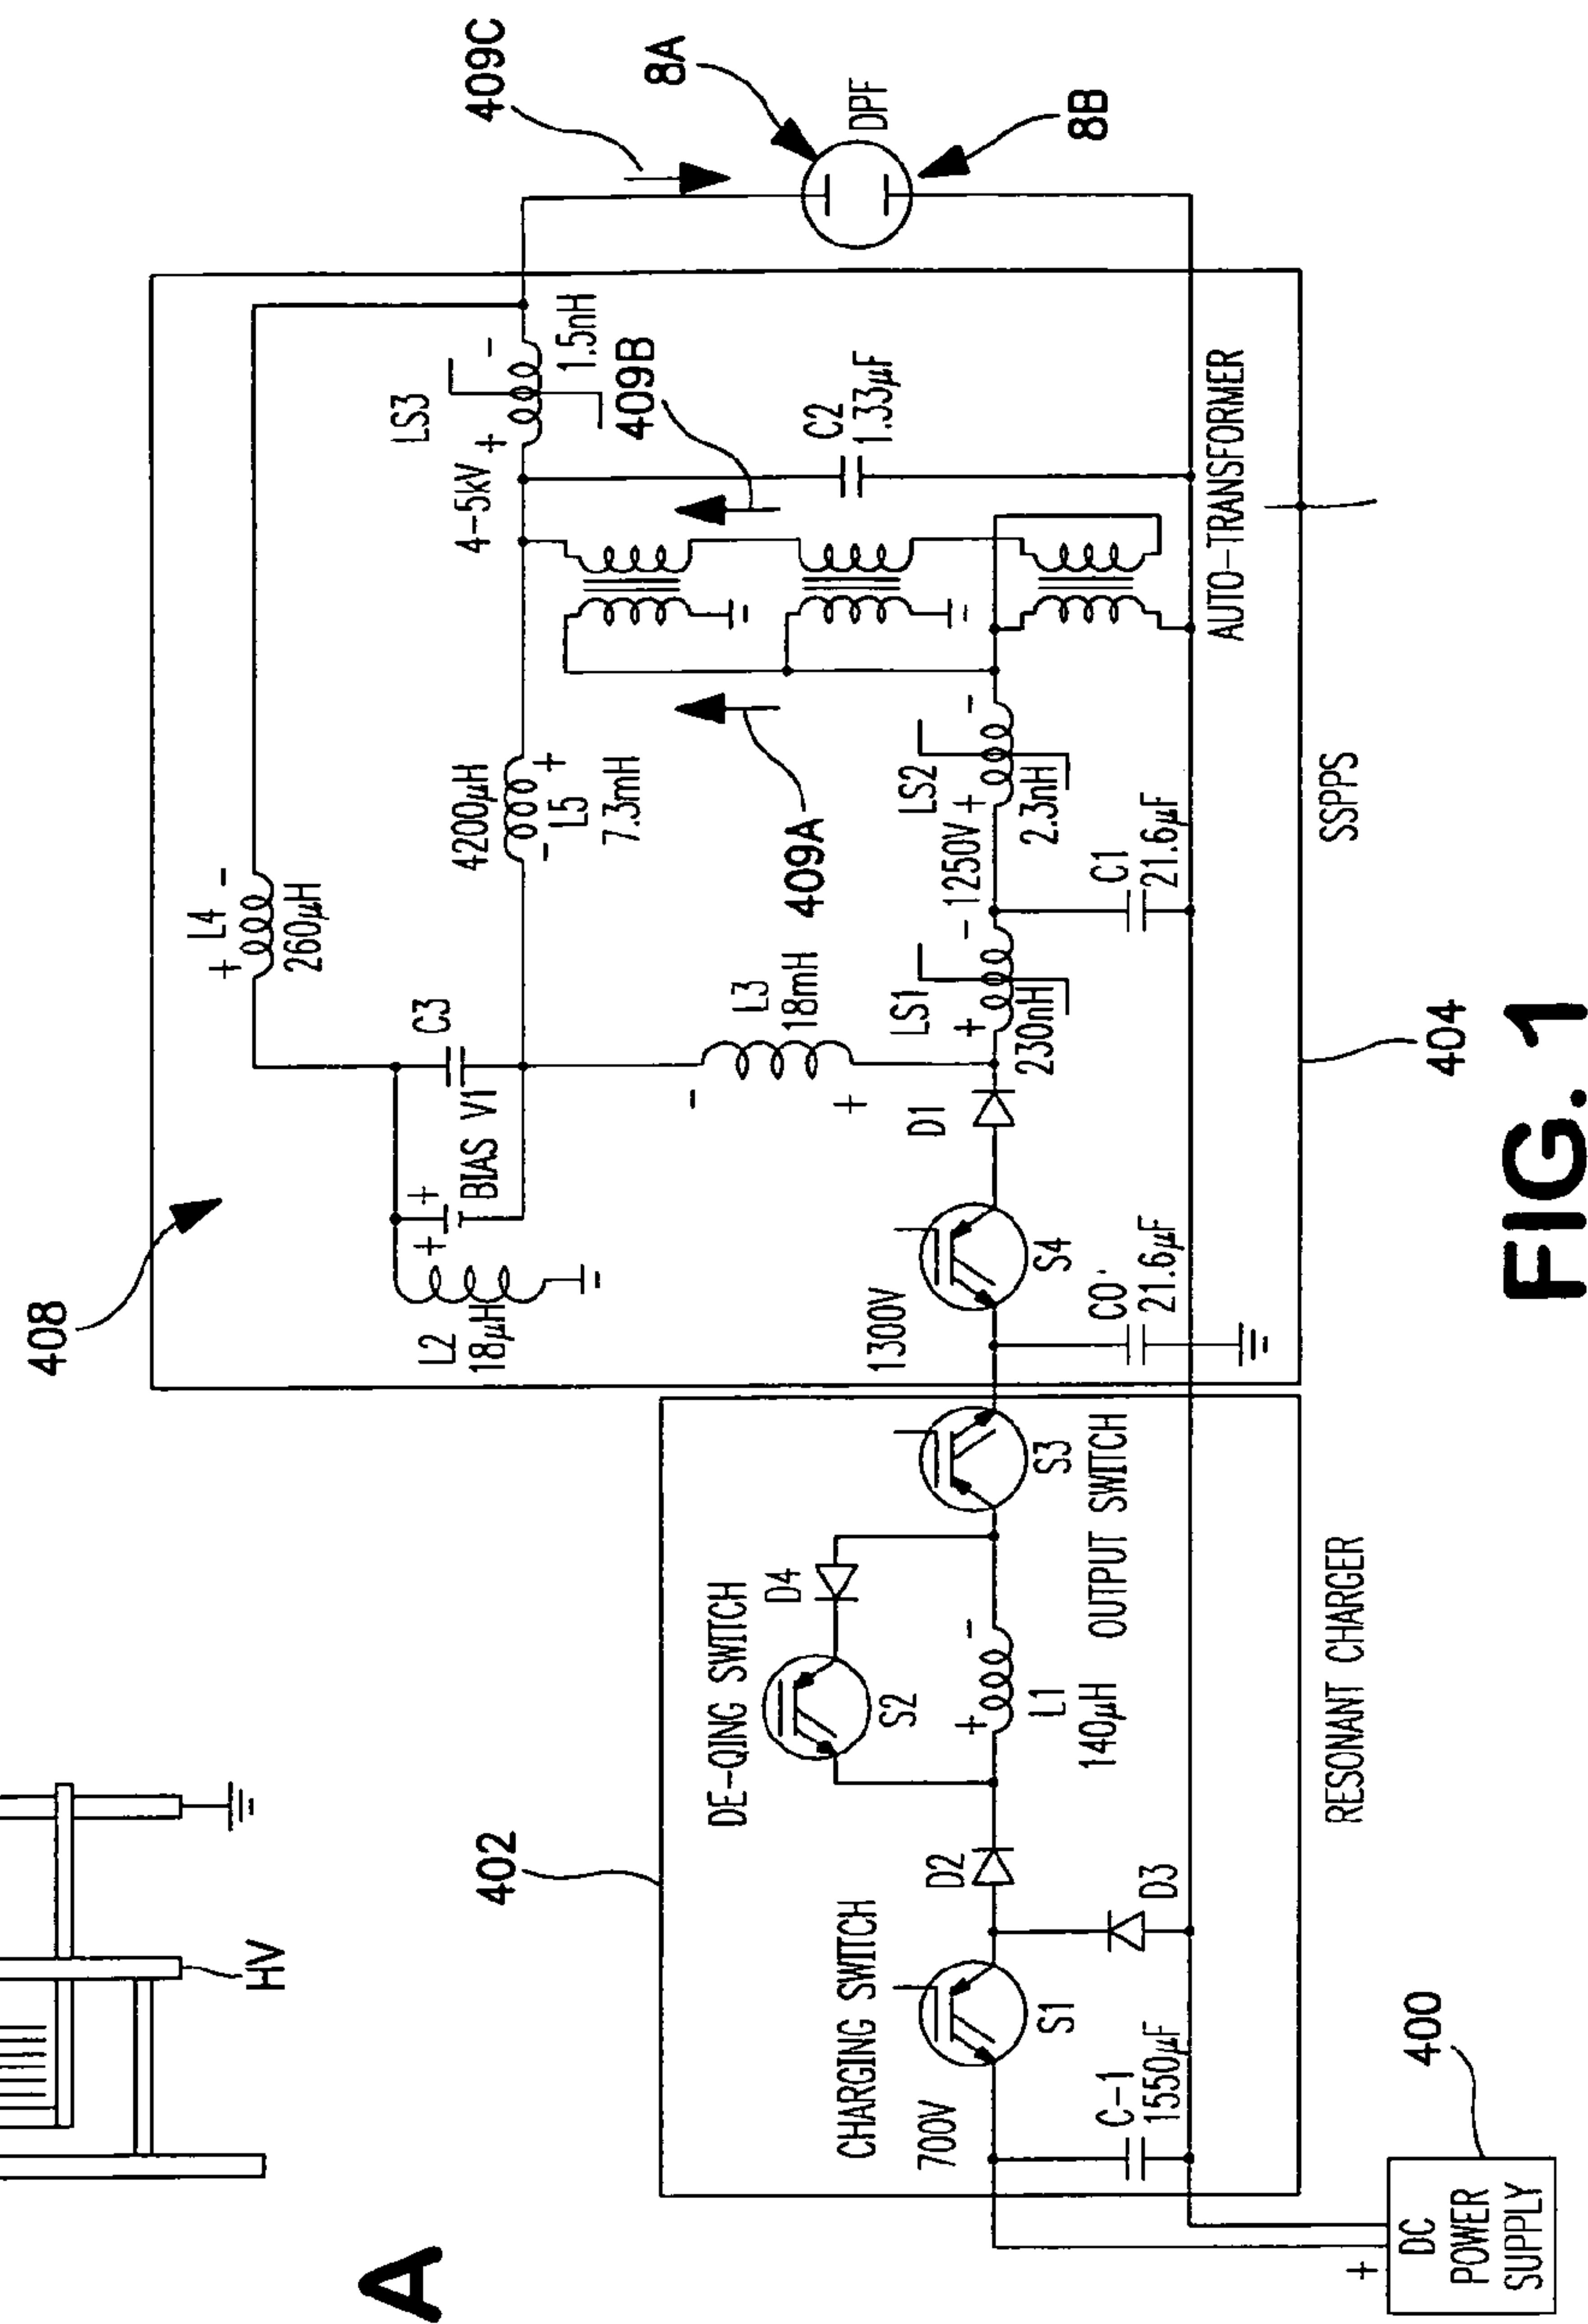 408
L2
18μH
+
+
BIAS V1
C3
+ L4 -
260μH
4200μH
- L5 +
7.3mH
4-5kV
LS3
+ -
1.5nH
409C
8A
DPF
8B
409B
C2
1.33μF
409A
L3
18mH
-
+
1300V
S4
D1
LS1
+ -
230nH
1250V
LS2
+ -
2.3nH
C0
21.6μF
C1
21.6μF
AUTO-TRANSFORMER
SSPPS
404
402
DE-QING SWITCH
S2
D4
CHARGING SWITCH
700V
S1
D2
+ -
L1
140μH
S3
OUTPUT SWITCH
C-1
1550μF
D3
RESONANT CHARGER
400
+
DC
POWER
SUPPLY
HV
A
FIG. 1